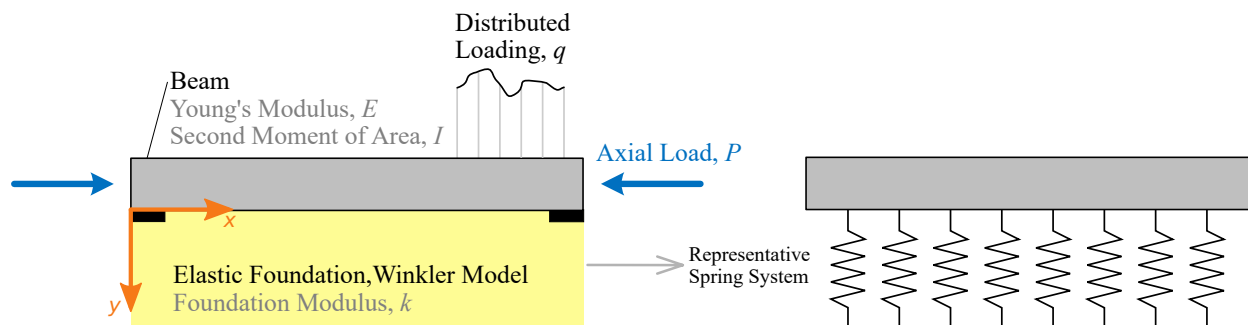 Distributed
Loading, q
Beam
Young's Modulus, E
Second Moment of Area, I
Axial Load, P
x
Elastic Foundation,Winkler Model
Foundation Modulus, k
y
Representative
Spring System